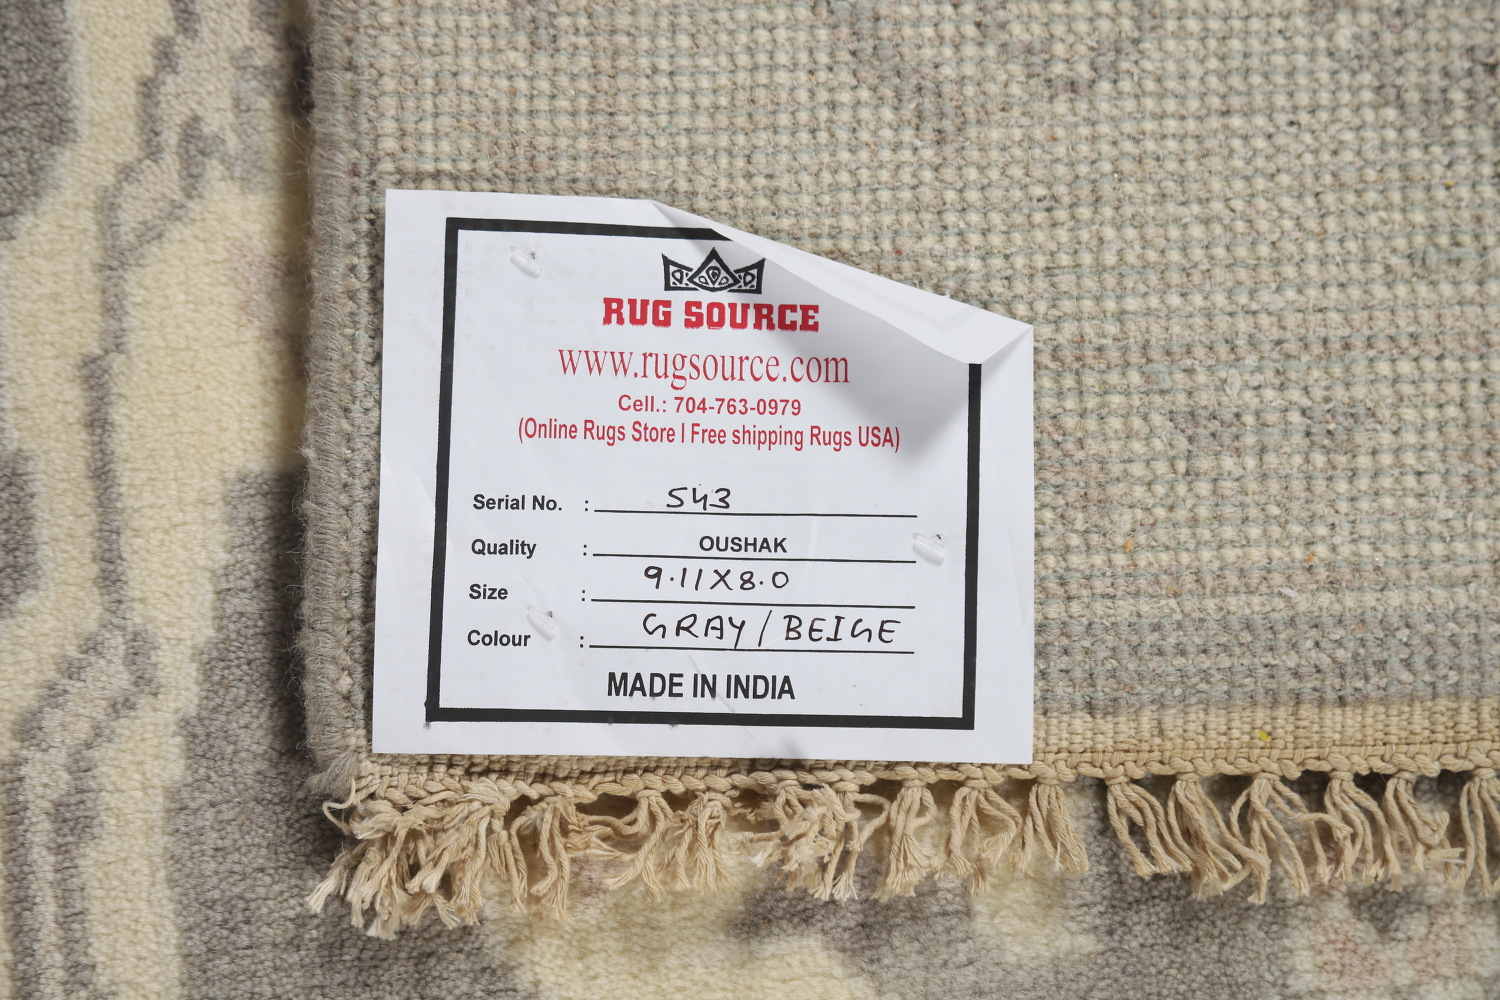 RUG SOURCE
www.rugsource.com
Cell.: 704-763-0979
(Online Rugs Store I Free shipping Rugs USA)
Serial No. : 543
Quality : OUSHAK
Size : 9.11X8.0
Colour : GRAY/BEIGE
MADE IN INDIA